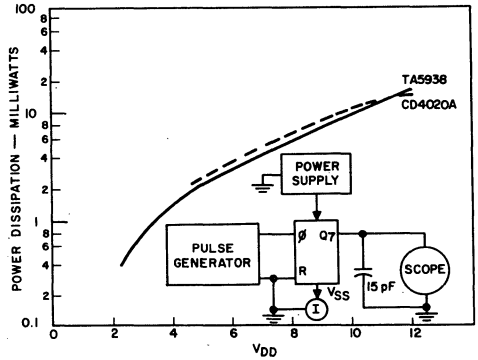 100
8
6
4
2
10
8
6
4
2
1
8
6
4
2
0.1
POWER DISSIPATION — MILLIWATTS
TA5938
CD4020A
POWER
SUPPLY
PULSE
GENERATOR
Ø Q7
R
VSS
I
15 pF
SCOPE
0 2 4 6 8 10 12
VDD